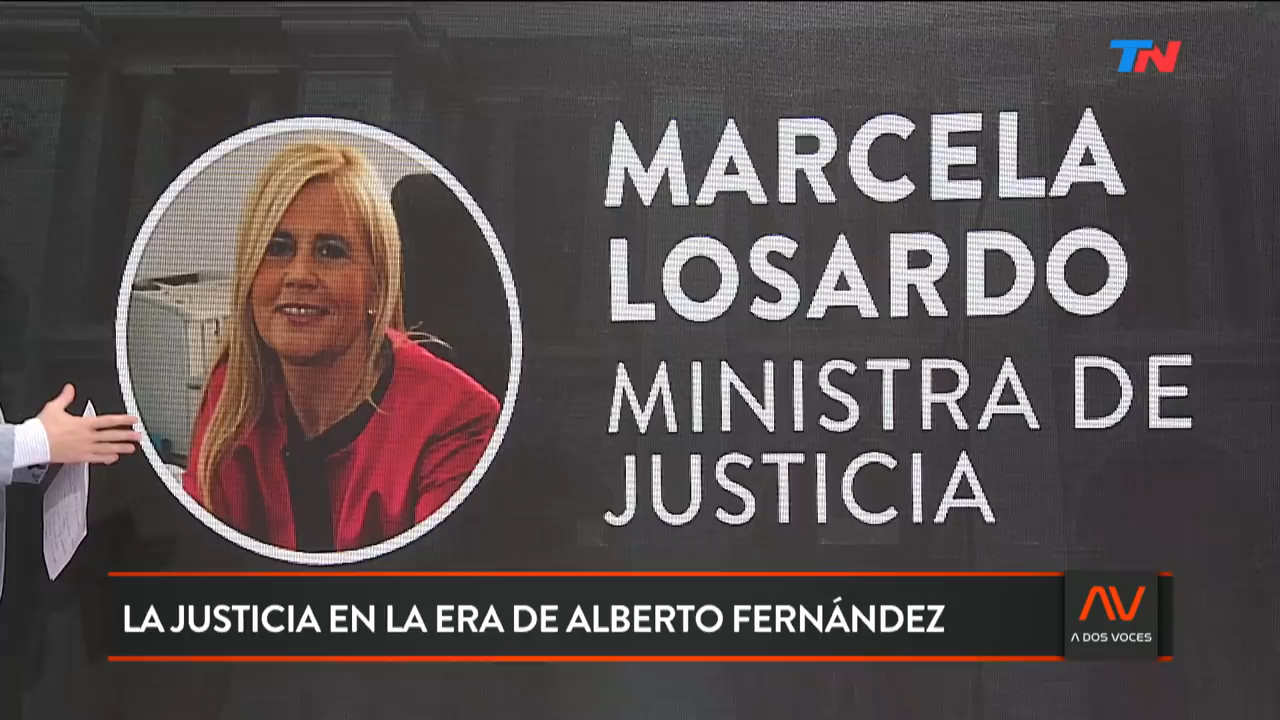 TN
MARCELA
LOSARDO
MINISTRA DE
JUSTICIA
LA JUSTICIA EN LA ERA DE ALBERTO FERNÁNDEZ
AV
A DOS VOCES